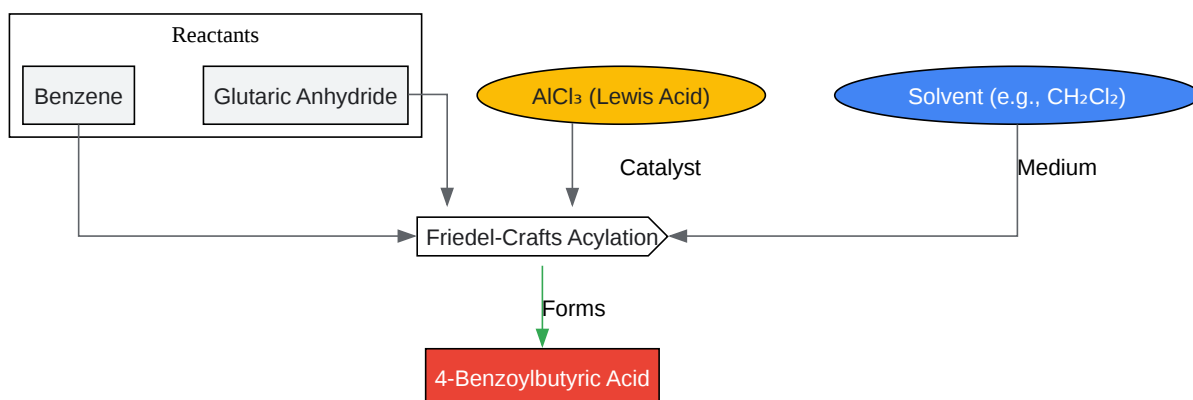 Reactants
Benzene
Glutaric Anhydride
AlCl₃ (Lewis Acid)
Solvent (e.g., CH₂Cl₂)
Catalyst
Medium
Friedel-Crafts Acylation
Forms
4-Benzoylbutyric Acid